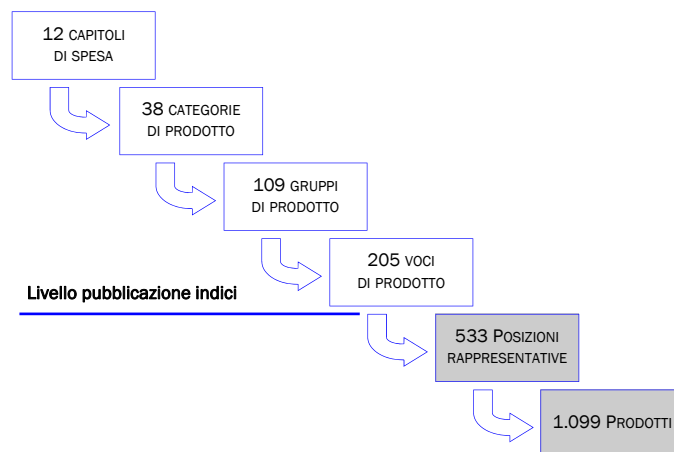 12 CAPITOLI
DI SPESA
38 CATEGORIE
DI PRODOTTO
109 GRUPPI
DI PRODOTTO
205 VOCI
DI PRODOTTO
Livello pubblicazione indici
533 POSIZIONI
RAPPRESENTATIVE
1.099 PRODOTTI